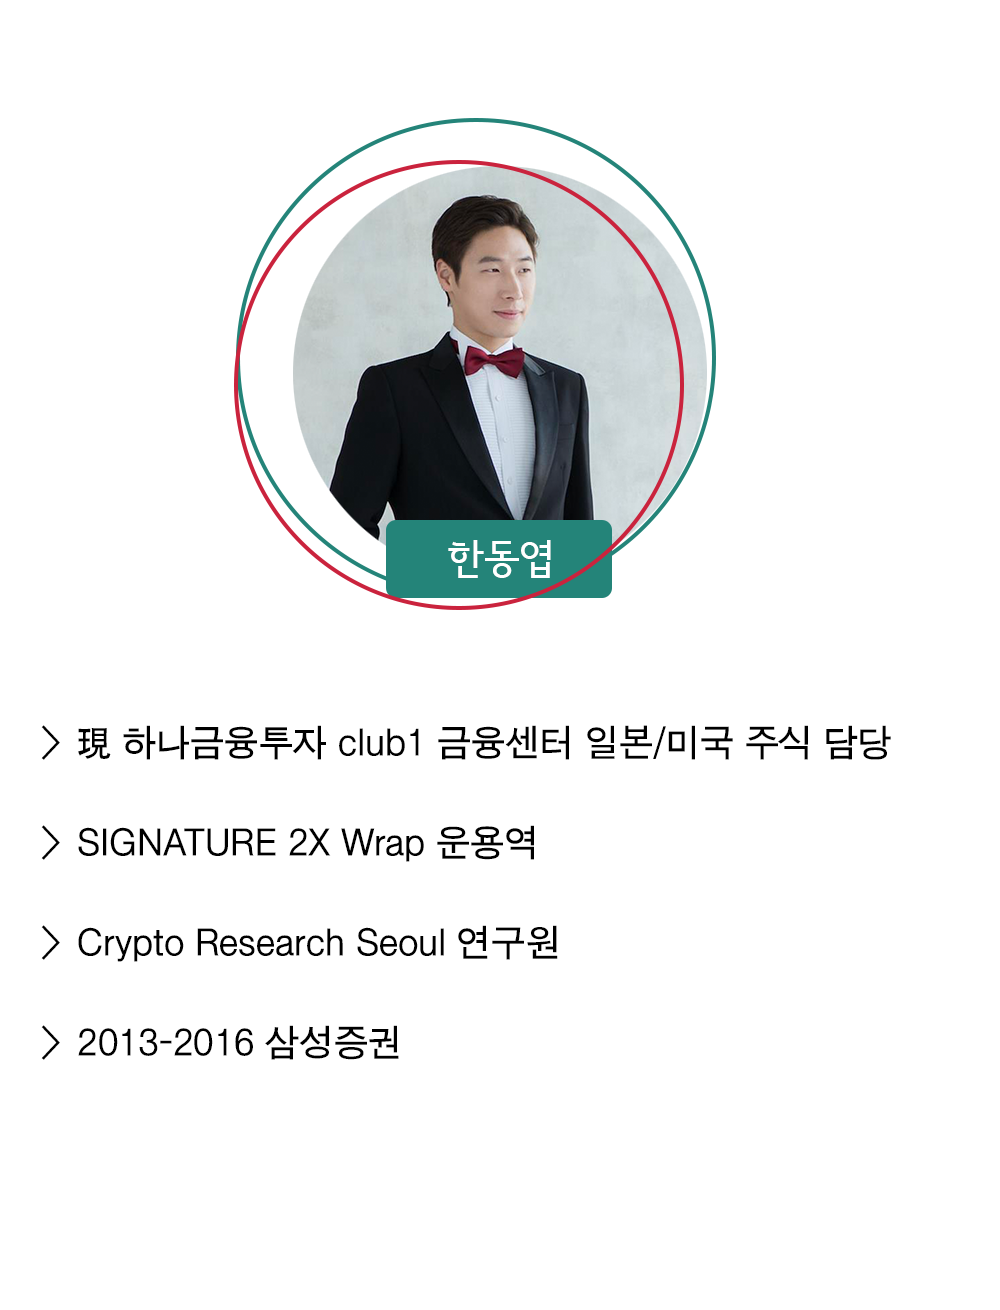 한동엽
> 現 하나금융투자 club1 금융센터 일본/미국 주식 담당
> SIGNATURE 2X Wrap 운용역
> Crypto Research Seoul 연구원
> 2013-2016 삼성증권